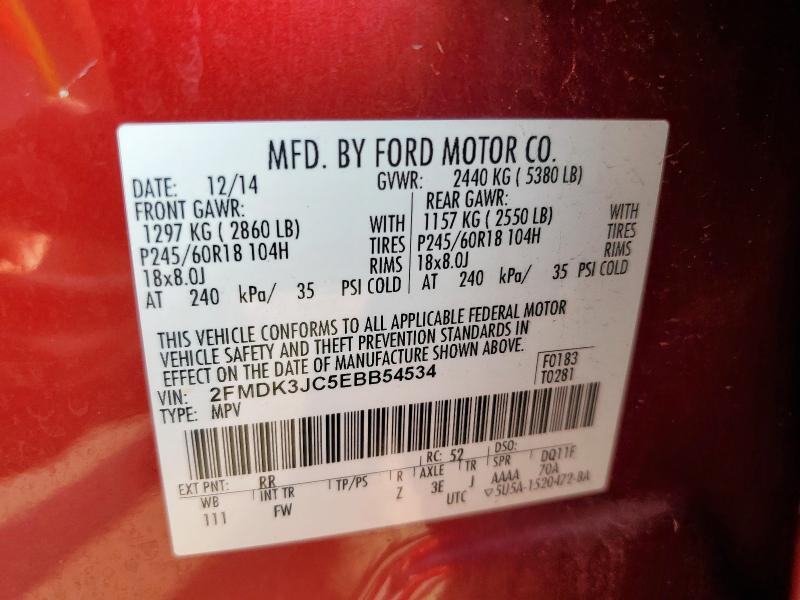 MFD. BY FORD MOTOR CO.
DATE: 12/14 GVWR: 2440 KG ( 5380 LB)
FRONT GAWR:
1297 KG ( 2860 LB) WITH
P245/60R18 104H TIRES
18x8.0J RIMS
AT 240 kPa/ 35 PSI COLD
REAR GAWR:
1157 KG ( 2550 LB) WITH
P245/60R18 104H TIRES
18x8.0J RIMS
AT 240 kPa/ 35 PSI COLD
THIS VEHICLE CONFORMS TO ALL APPLICABLE FEDERAL MOTOR
VEHICLE SAFETY AND THEFT PREVENTION STANDARDS IN
EFFECT ON THE DATE OF MANUFACTURE SHOWN ABOVE.
VIN: 2FMDK3JC5EBB54534
TYPE: MPV
F0183
T0281
EXT PNT: RR RC: 52 DSO:
WB INT TR TP/PS R AXLE TR SPR DQ11F
111 FW Z 3E J AAAA 70A
UTC ▽5U5A-1520472-BA